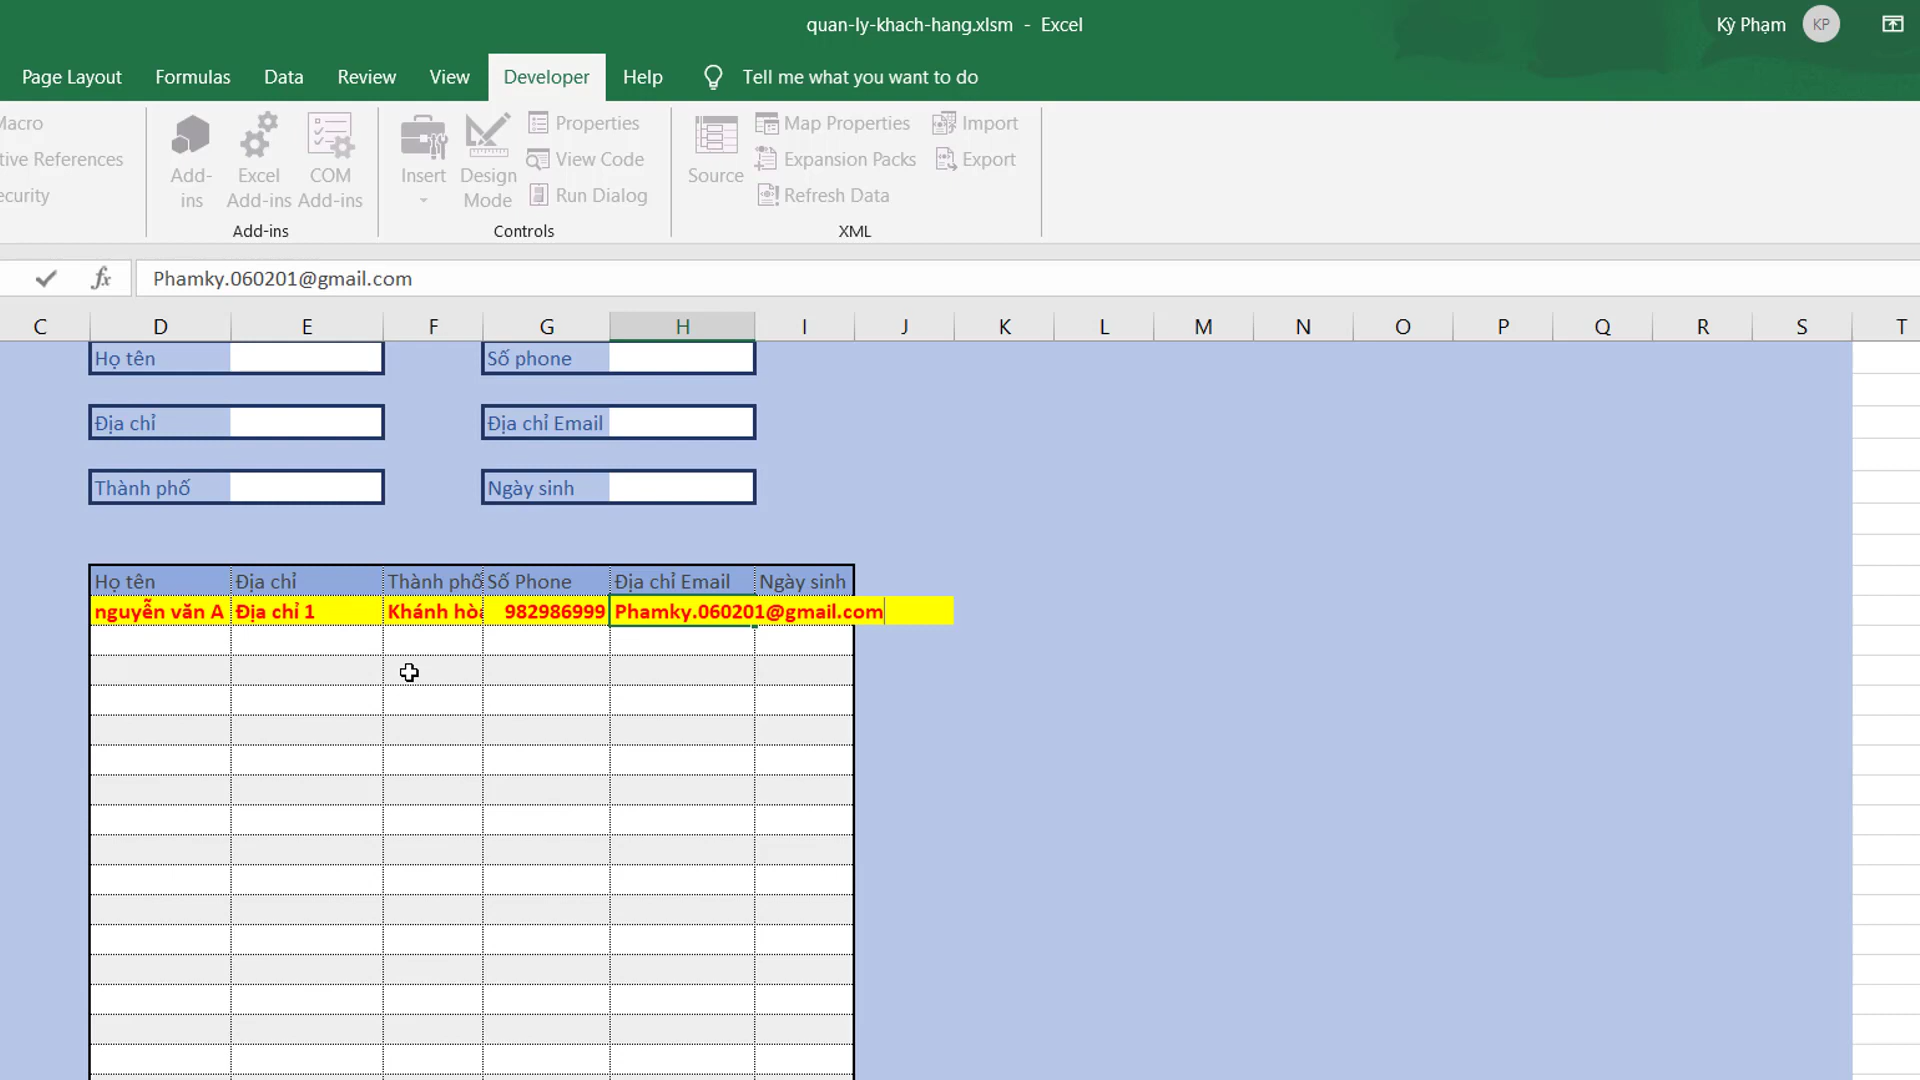 quan-ly-khach-hang.xlsm - Excel
Kỳ Phạm KP
Page Layout Formulas Data Review View Developer Help Tell me what you want to do
Macro
tive References
ecurity
Add-
ins
Excel
Add-ins
COM
Add-ins
Add-ins
Insert
Design
Mode
Properties
View Code
Run Dialog
Controls
Source
Map Properties
Expansion Packs
Refresh Data
Import
Export
XML
fx Phamky.060201@gmail.com
C D E F G H I J K L M N O P Q R S T
Họ tên Số phone
Địa chỉ Địa chỉ Email
Thành phố Ngày sinh
Họ tên Địa chỉ Thành phố Số Phone Địa chỉ Email Ngày sinh
nguyễn văn A Địa chỉ 1 Khánh hòa 982986999 Phamky.060201@gmail.com